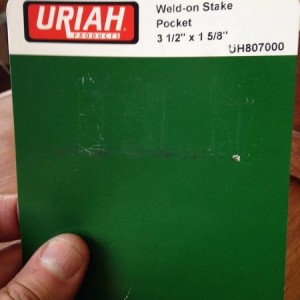 URIAH
PRODUCTS
Weld-on Stake
Pocket
3 1/2" x 1 5/8"
UH807000